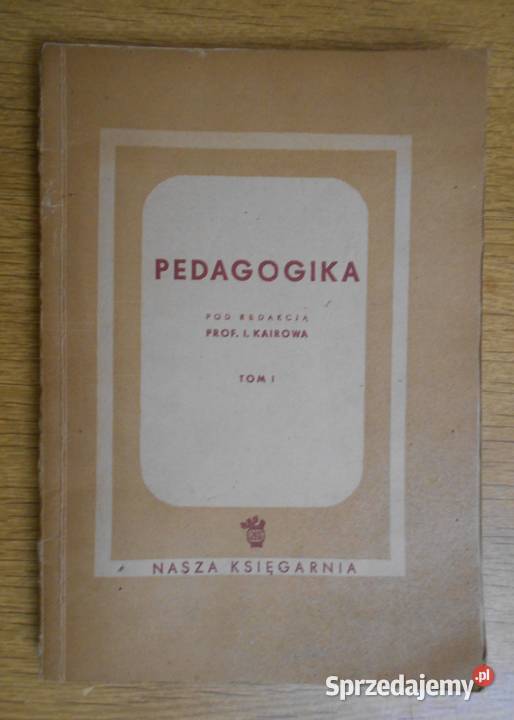 PEDAGOGIKA
POD REDAKCJĄ
PROF. I. KAIROWA
TOM I
NASZA KSIĘGARNIA
Sprzedajemy.pl